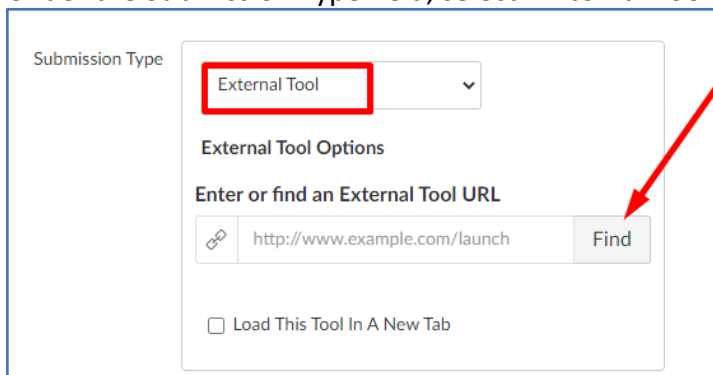 Submission Type
External Tool
External Tool Options
Enter or find an External Tool URL
http://www.example.com/launch Find
Load This Tool In A New Tab